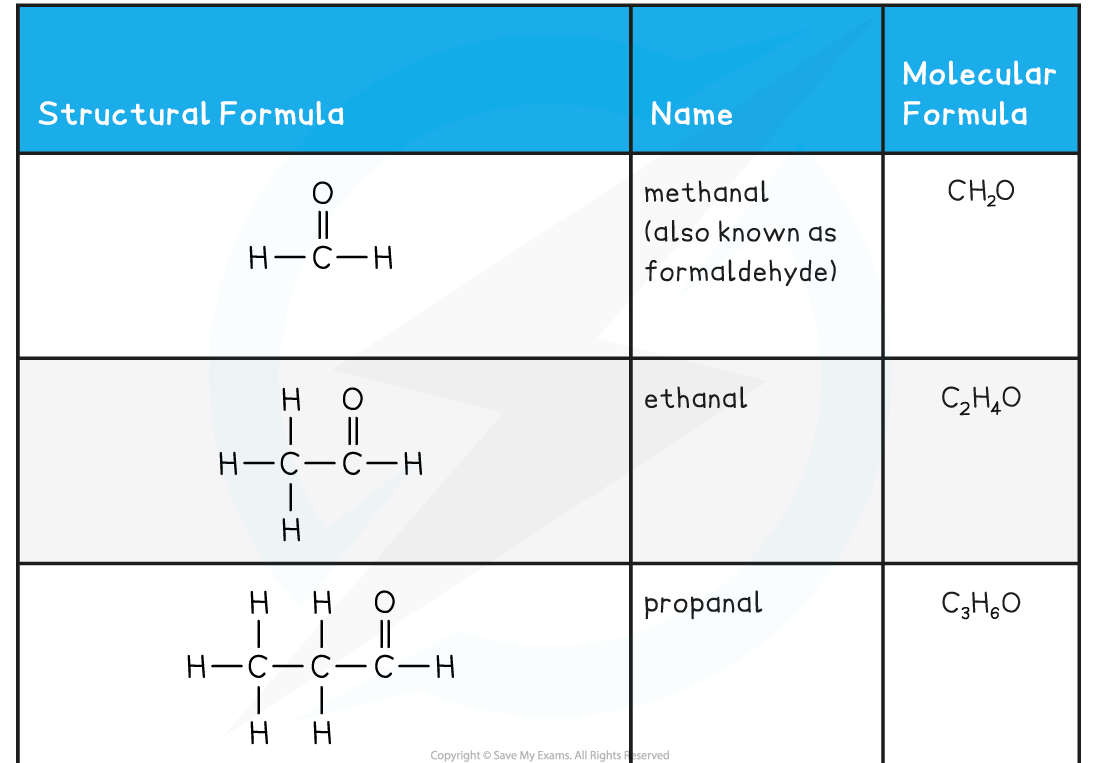 Structural Formula
Name
Molecular
Formula
O
H—C—H
methanal
(also known as
formaldehyde)
CH₂O
H O
H—C—C—H
H
ethanal
C₂H₄O
H H O
H—C—C—C—H
H H
propanal
C₃H₆O
Copyright © Save My Exams. All Rights Reserved